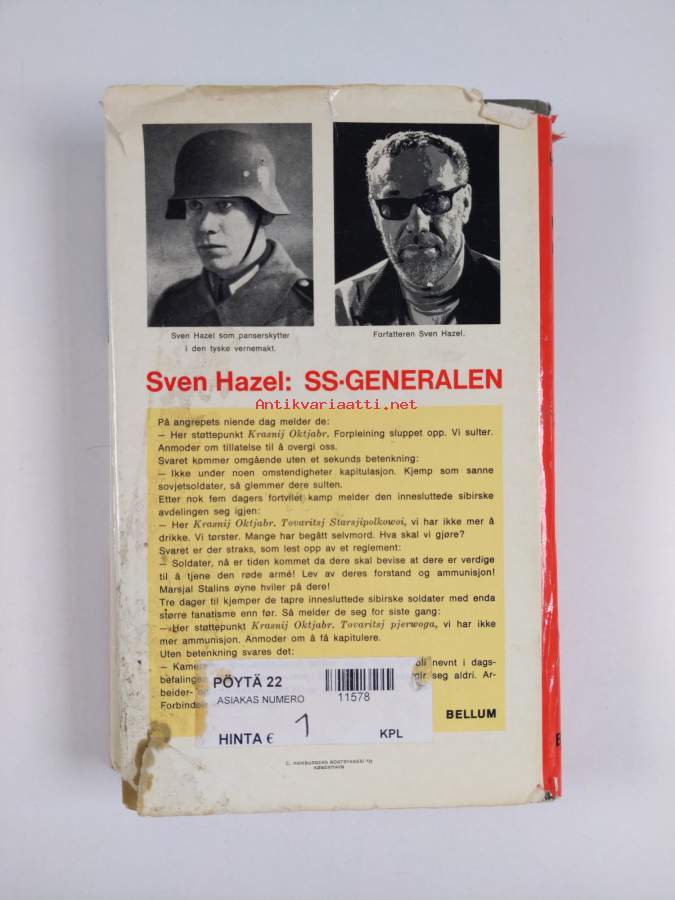 Sven Hazel som panserskytter
i den tyske vernemakt.
Forfatteren Sven Hazel.
Sven Hazel: SS-GENERALEN
Antikvariaatti.net
På angrepets niende dag melder de:
— Her støttepunkt Krasnij Oktjabr. Forpleining sluppet opp. Vi sulter.
Anmoder om tillatelse til å overgi oss.
Svaret kommer omgående uten et sekunds betenkning:
— Ikke under noen omstendigheter kapitulasjon. Kjemp som sanne
sovjetsoldater, så glemmer dere sulten.
Etter nok fem dagers fortvilet kamp melder den innesluttede sibirske
avdelingen seg igjen:
— Her Krasnij Oktjabr. Tovaritsj Starsjipolkowoi, vi har ikke mer å
drikke. Vi tørster. Mange har begått selvmord. Hva skal vi gjøre?
Svaret er der straks, som lest opp av et reglement:
— Soldater, nå er tiden kommet da dere skal bevise at dere er verdige
til å tjene den røde armé! Lev av deres forstand og ammunisjon!
Marsjal Stalins øyne hviler på dere!
Tre dager til kjemper de tapre innesluttede sibirske soldater med enda
større fanatisme enn før. Så melder de seg for siste gang:
— Her støttepunkt Krasnij Oktjabr. Tovaritsj pjerwoga, vi har ikke
mer ammunisjon. Anmoder om å få kapitulere.
Uten betenkning svares det:
nevnt i dags-
befalingen seg aldri. Ar-
beider-
PÖYTÄ 22
ASIAKAS NUMERO 11578
HINTA € 1 KPL
BELLUM
KØBENHAVN